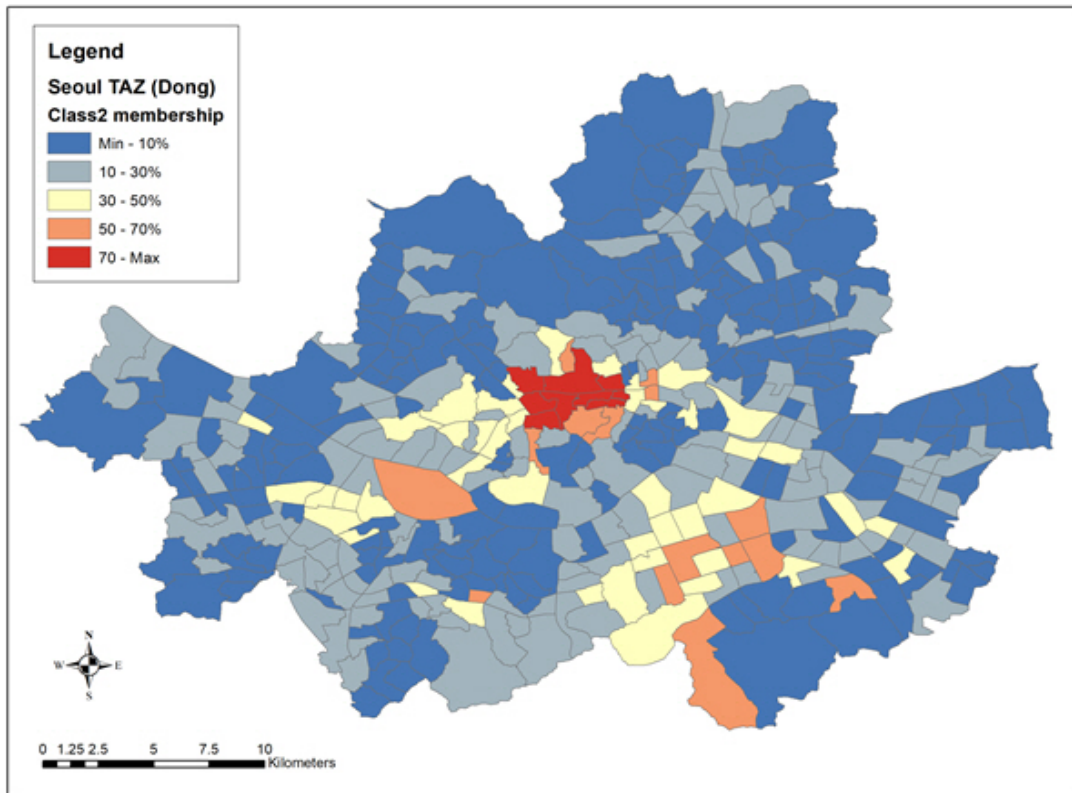 Legend
Seoul TAZ (Dong)
Class2 membership
Min - 10%
10 - 30%
30 - 50%
50 - 70%
70 - Max
N
W E
S
0 1.25 2.5 5 7.5 10
Kilometers